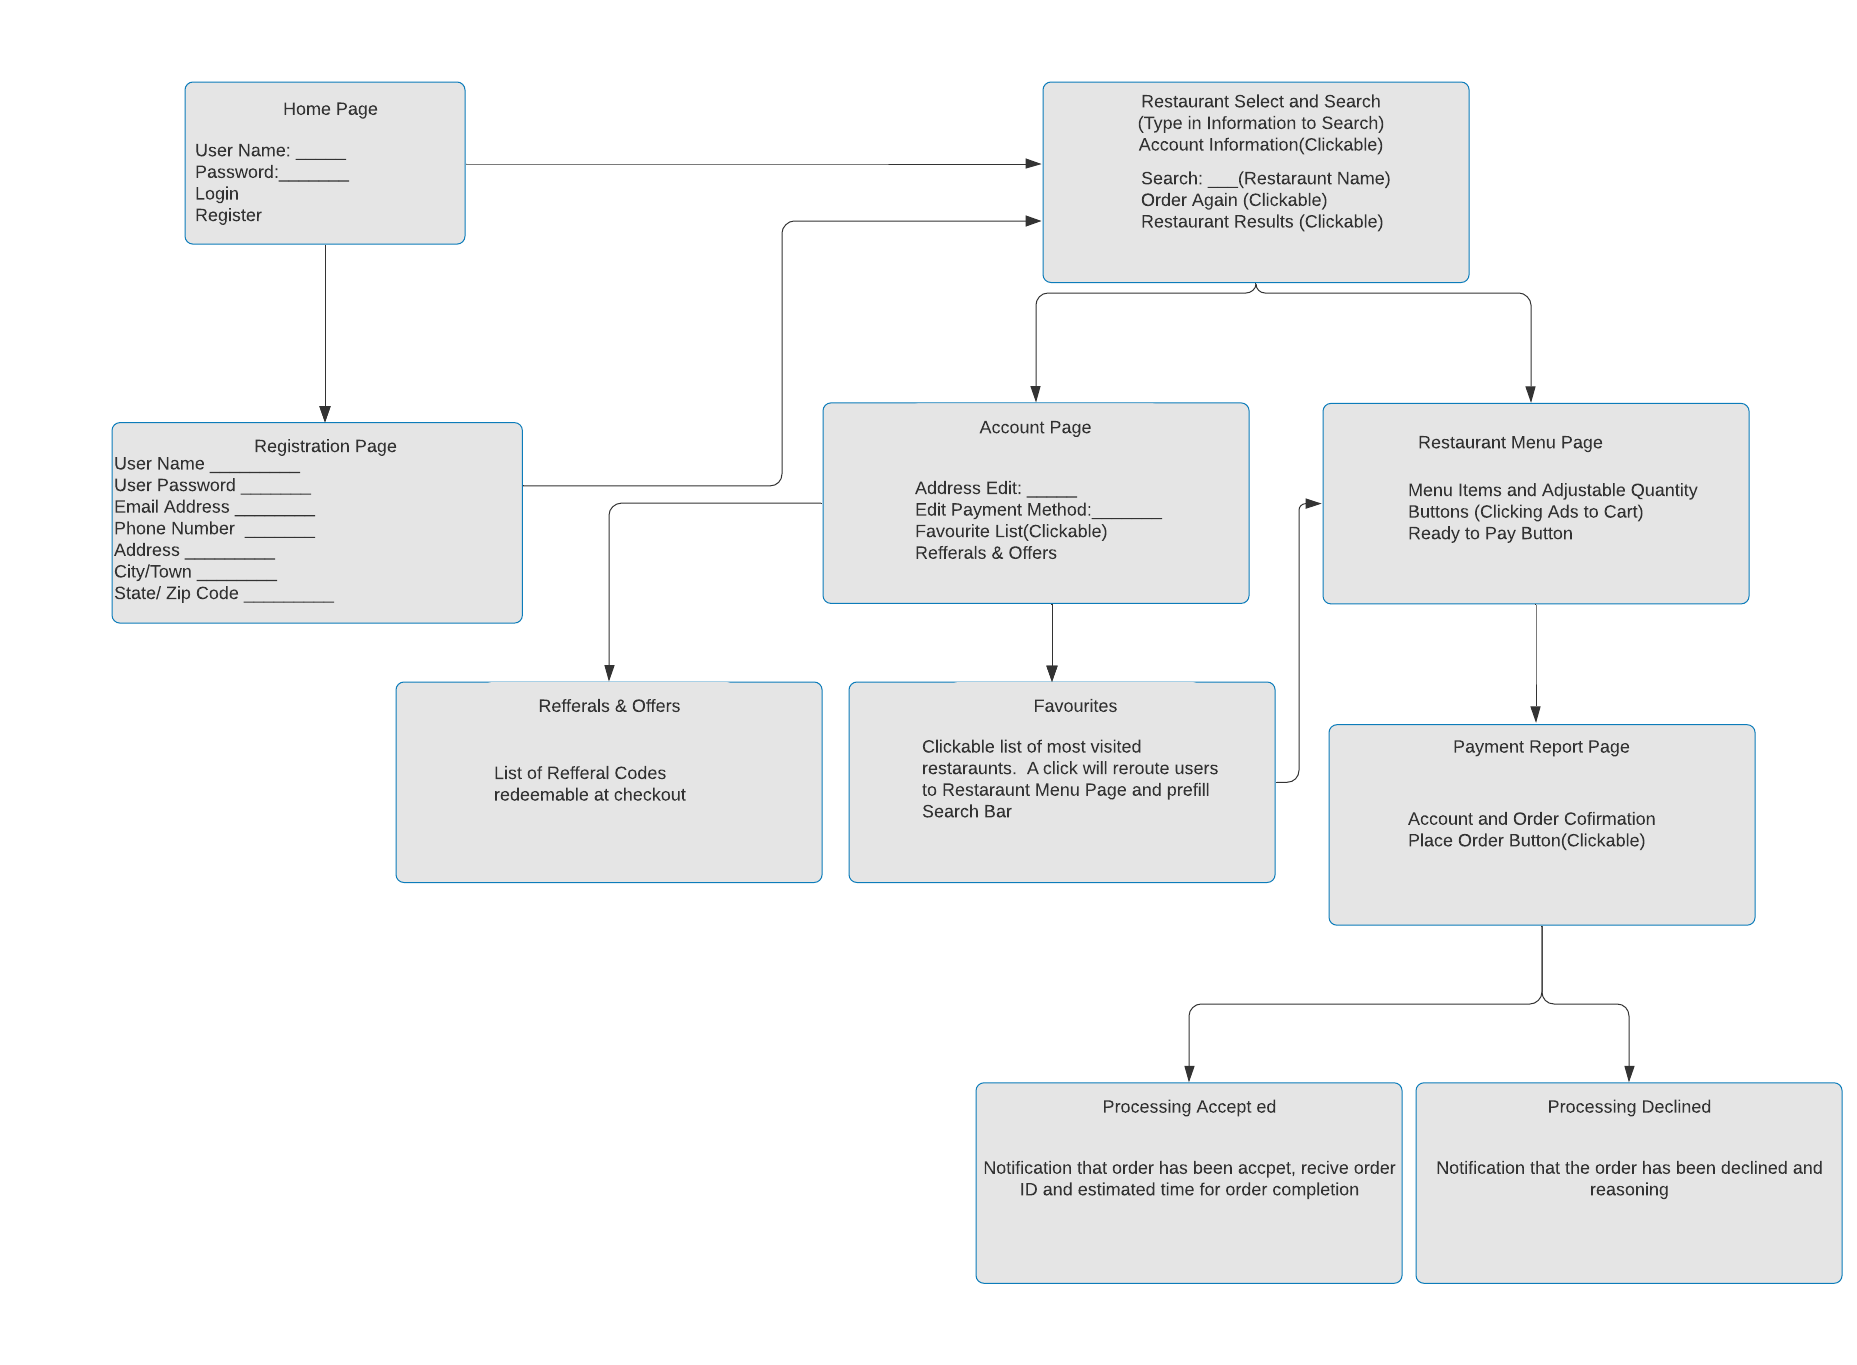 Home Page
User Name: _____
Password:_______
Login
Register
Restaurant Select and Search
(Type in Information to Search)
Account Information(Clickable)
Search: ___(Restaraunt Name)
Order Again (Clickable)
Restaurant Results (Clickable)
Registration Page
User Name _________
User Password _______
Email Address ________
Phone Number  _______
Address _________
City/Town ________
State/ Zip Code _________
Account Page
Address Edit: _____
Edit Payment Method:_______
Favourite List(Clickable)
Refferals & Offers
Restaurant Menu Page
Menu Items and Adjustable Quantity
Buttons (Clicking Ads to Cart)
Ready to Pay Button
Refferals & Offers
List of Refferal Codes
redeemable at checkout
Favourites
Clickable list of most visited
restaraunts.  A click will reroute users
to Restaraunt Menu Page and prefill
Search Bar
Payment Report Page
Account and Order Cofirmation
Place Order Button(Clickable)
Processing Accept ed
Notification that order has been accpet, recive order
ID and estimated time for order completion
Processing Declined
Notification that the order has been declined and
reasoning